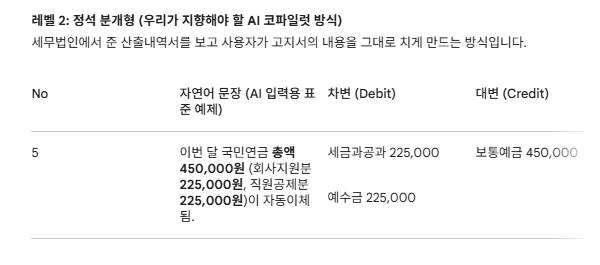 레벨 2: 정석 분개형 (우리가 지향해야 할 AI 코파일럿 방식)
세무법인에서 준 산출내역서를 보고 사용자가 고지서의 내용을 그대로 치게 만드는 방식입니다.
No
자연어 문장 (AI 입력용 표
준 예제)
차변 (Debit)
대변 (Credit)
5
이번 달 국민연금 총액
450,000원 (회사지원분
225,000원, 직원공제분
225,000원)이 자동이체
됨.
세금과공과 225,000
예수금 225,000
보통예금 450,000